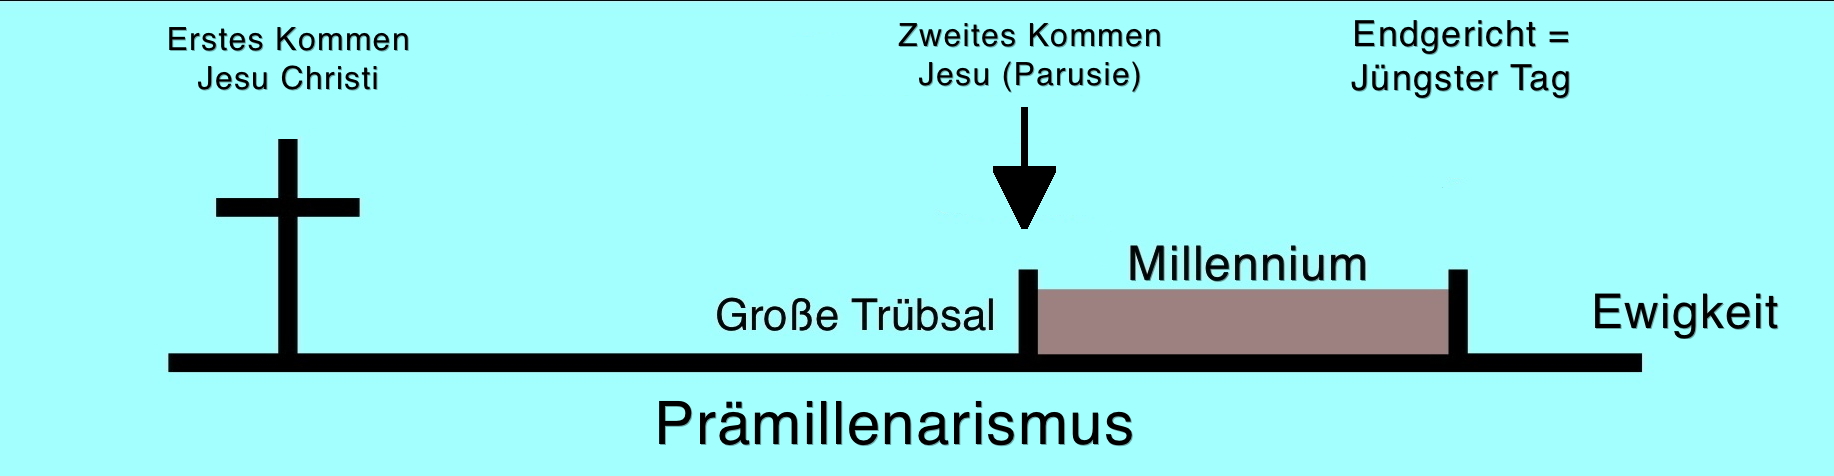 Erstes Kommen
Jesu Christi
Zweites Kommen
Jesu (Parusie)
Endgericht =
Jüngster Tag
Millennium
Große Trübsal
Ewigkeit
Prämillenarismus